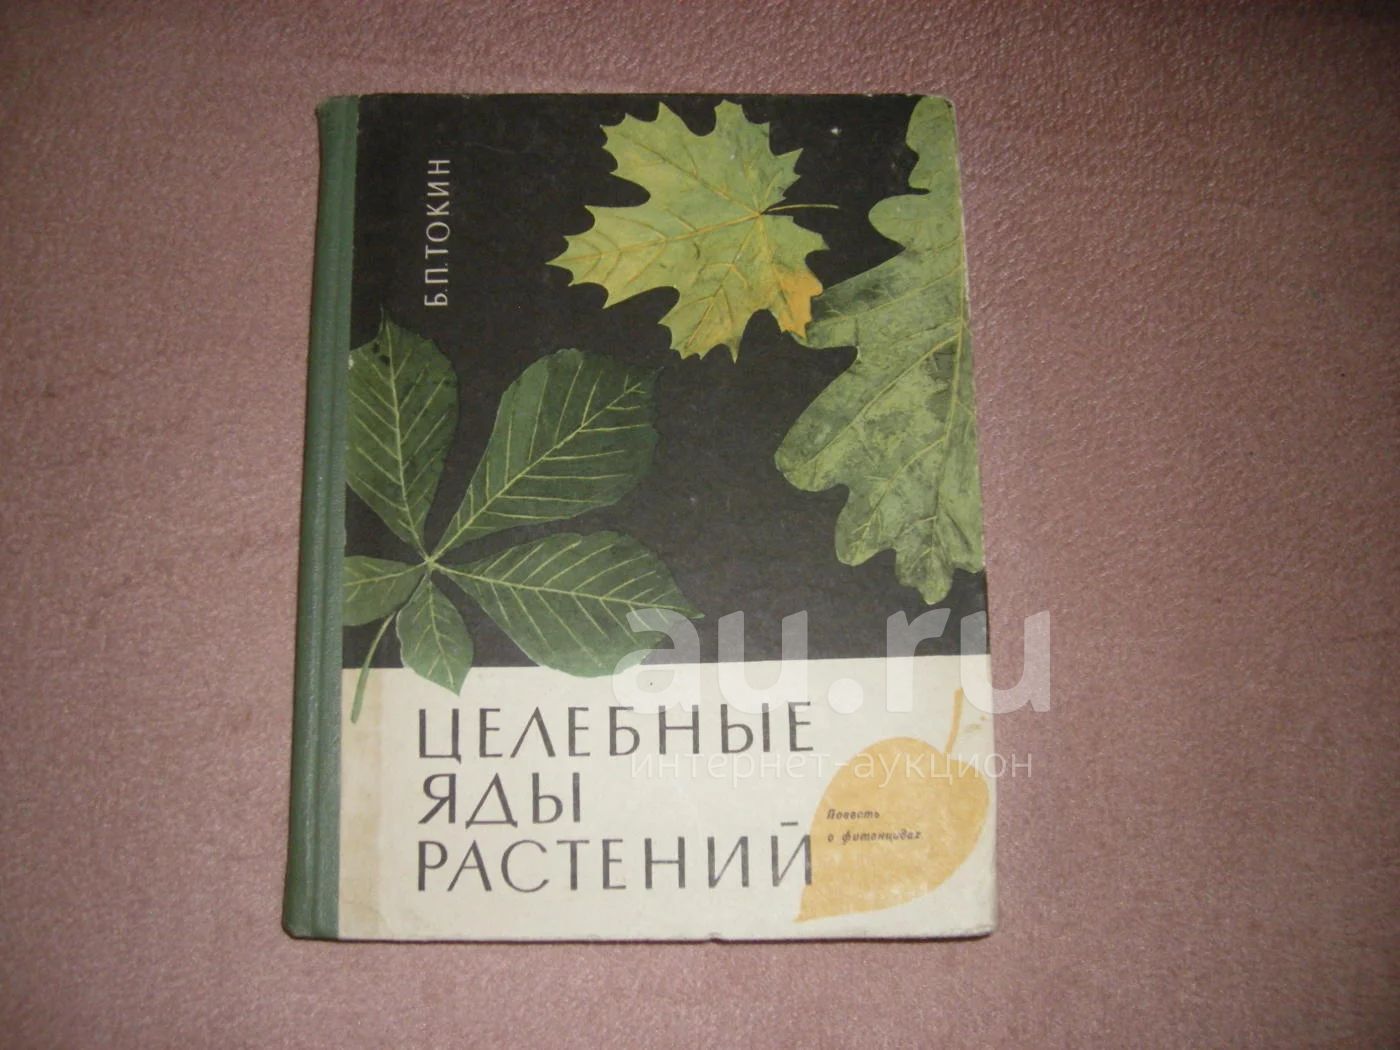 Б.П.ТОКИН
ЦЕЛЕБНЫЕ
ЯДЫ
РАСТЕНИЙ
Повесть
о фитонцидах
au.ru
интернет-аукцион